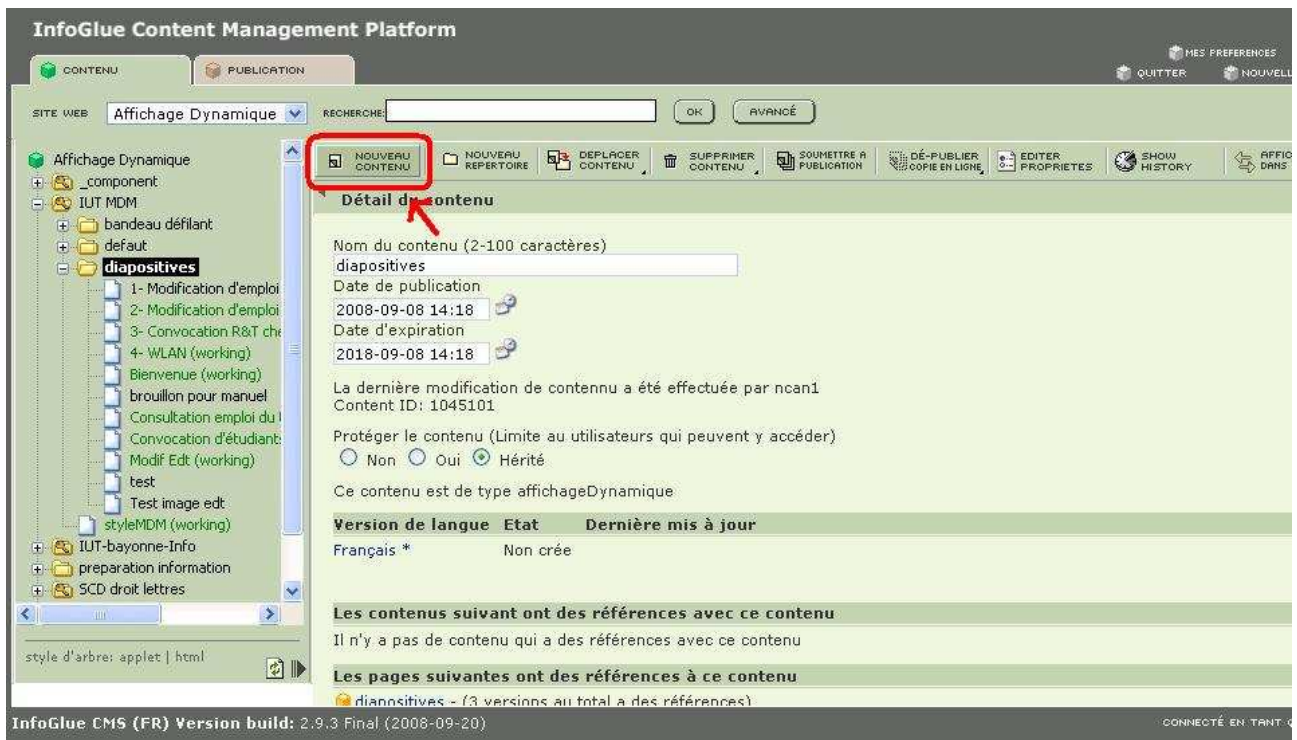 InfoGlue Content Management Platform
CONTENU
PUBLICATION
MES PREFERENCES
QUITTER
NOUVELL
SITE WEB
Affichage Dynamique
RECHERCHE:
OK
AVANCÉ
Affichage Dynamique
_component
IUT MDM
bandeau défilant
defaut
diapositives
1- Modification d'emploi
2- Modification d'emploi
3- Convocation R&T che
4- WLAN (working)
Bienvenue (working)
brouillon pour manuel
Consultation emploi du
Convocation d'étudiant
Modif Edt (working)
test
Test image edt
styleMDM (working)
IUT-bayonne-Info
preparation information
SCD droit lettres
style d'arbre: applet | html
NOUVEAU CONTENU
NOUVEAU REPERTOIRE
DEPLACER CONTENU
SUPPRIMER CONTENU
SOUMETTRE A PUBLICATION
DÉ-PUBLIER COPIE EN LIGNE
EDITER PROPRIETES
SHOW HISTORY
AFFIC DANS
Détail du contenu
Nom du contenu (2-100 caractères)
diapositives
Date de publication
2008-09-08 14:18
Date d'expiration
2018-09-08 14:18
La dernière modification de contennu a été effectuée par ncan1
Content ID: 1045101
Protéger le contenu (Limite au utilisateurs qui peuvent y accéder)
Non Oui Hérité
Ce contenu est de type affichageDynamique
Version de langue Etat Dernière mis à jour
Français * Non crée
Les contenus suivant ont des références avec ce contenu
Il n'y a pas de contenu qui a des références avec ce contenu
Les pages suivantes ont des références à ce contenu
diapositives - (3 versions au total a des références)
InfoGlue CMS (FR) Version build: 2.9.3 Final (2008-09-20)
CONNECTÉ EN TANT